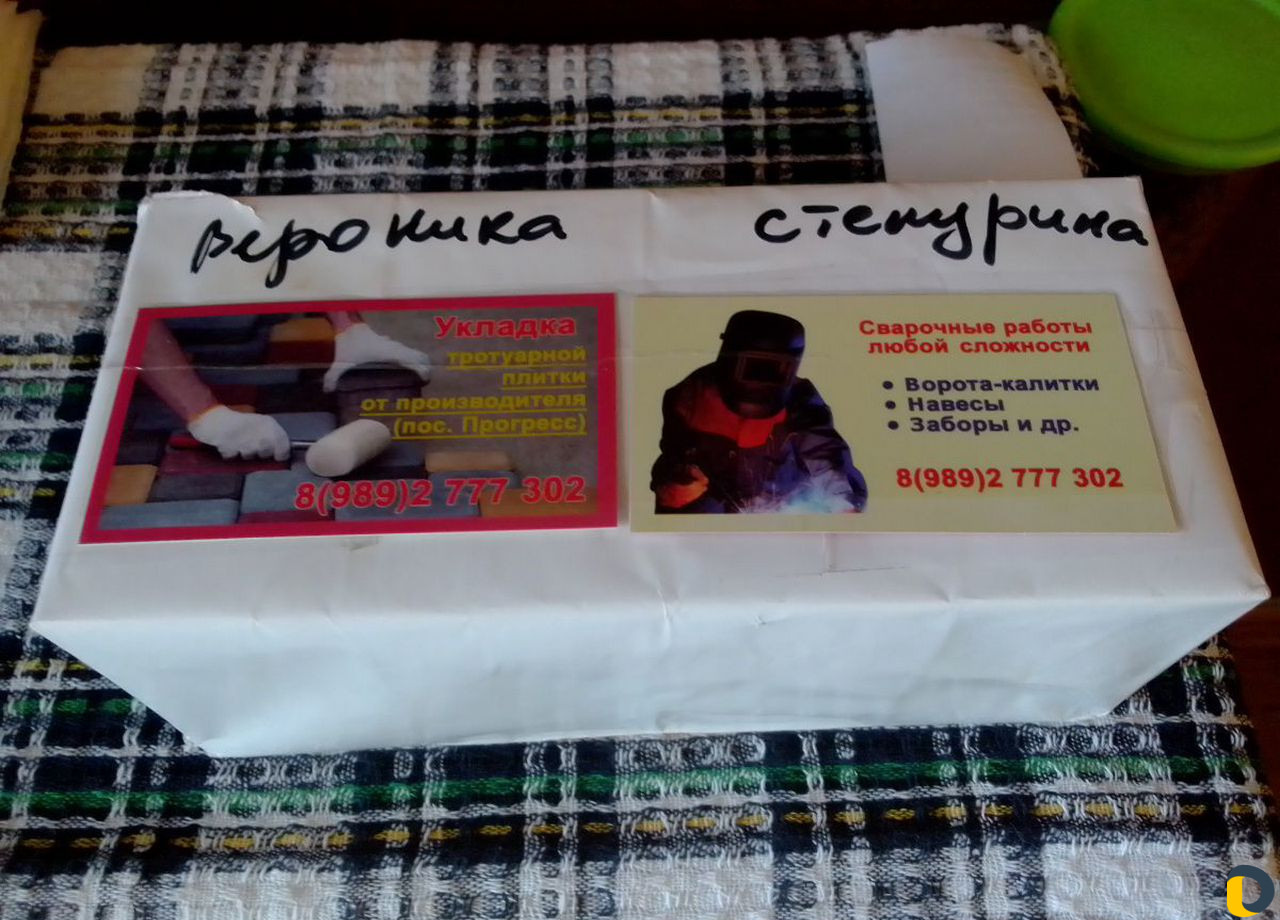 Вероника стенурина
Укладка
тротуарной
плитки
от производителя
(пос. Прогресс)
8(989)2 777 302
Сварочные работы
любой сложности
• Ворота-калитки
• Навесы
• Заборы и др.
8(989)2 777 302